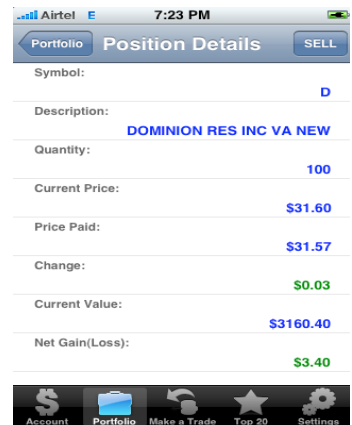 Airtel E 7:23 PM
Portfolio Position Details SELL
Symbol:
D
Description:
DOMINION RES INC VA NEW
Quantity:
100
Current Price:
$31.60
Price Paid:
$31.57
Change:
$0.03
Current Value:
$3160.40
Net Gain(Loss):
$3.40
Account Portfolio Make a Trade Top 20 Settings